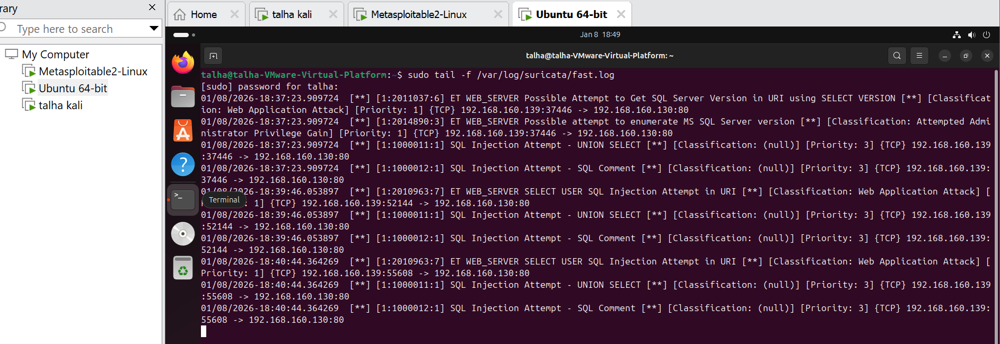 rary
Type here to search
My Computer
Metasploitable2-Linux
Ubuntu 64-bit
talha kali
Home
talha kali
Metasploitable2-Linux
Ubuntu 64-bit
Jan 8 18:49
talha@talha-VMware-Virtual-Platform: ~
talha@talha-VMware-Virtual-Platform:~$ sudo tail -f /var/log/suricata/fast.log
[sudo] password for talha:
01/08/2026-18:37:23.909724  [**] [1:2011037:6] ET WEB_SERVER Possible Attempt to Get SQL Server Version in URI using SELECT VERSION [**] [Classificat
ion: Web Application Attack] [Priority: 1] {TCP} 192.168.160.139:37446 -> 192.168.160.130:80
01/08/2026-18:37:23.909724  [**] [1:2014890:3] ET WEB_SERVER Possible attempt to enumerate MS SQL Server version [**] [Classification: Attempted Admi
nistrator Privilege Gain] [Priority: 1] {TCP} 192.168.160.139:37446 -> 192.168.160.130:80
01/08/2026-18:37:23.909724  [**] [1:1000011:1] SQL Injection Attempt - UNION SELECT [**] [Classification: (null)] [Priority: 3] {TCP} 192.168.160.139
:37446 -> 192.168.160.130:80
01/08/2026-18:37:23.909724  [**] [1:1000012:1] SQL Injection Attempt - SQL Comment [**] [Classification: (null)] [Priority: 3] {TCP} 192.168.160.139:
37446 -> 192.168.160.130:80
01/08/2026-18:39:46.053897  [**] [1:2010963:7] ET WEB_SERVER SELECT USER SQL Injection Attempt in URI [**] [Classification: Web Application Attack] [
Terminal
1] {TCP} 192.168.160.139:52144 -> 192.168.160.130:80
01/08/2026-18:39:46.053897  [**] [1:1000011:1] SQL Injection Attempt - UNION SELECT [**] [Classification: (null)] [Priority: 3] {TCP} 192.168.160.139
:52144 -> 192.168.160.130:80
01/08/2026-18:39:46.053897  [**] [1:1000012:1] SQL Injection Attempt - SQL Comment [**] [Classification: (null)] [Priority: 3] {TCP} 192.168.160.139:
52144 -> 192.168.160.130:80
01/08/2026-18:40:44.364269  [**] [1:2010963:7] ET WEB_SERVER SELECT USER SQL Injection Attempt in URI [**] [Classification: Web Application Attack] [
Priority: 1] {TCP} 192.168.160.139:55608 -> 192.168.160.130:80
01/08/2026-18:40:44.364269  [**] [1:1000011:1] SQL Injection Attempt - UNION SELECT [**] [Classification: (null)] [Priority: 3] {TCP} 192.168.160.139
:55608 -> 192.168.160.130:80
01/08/2026-18:40:44.364269  [**] [1:1000012:1] SQL Injection Attempt - SQL Comment [**] [Classification: (null)] [Priority: 3] {TCP} 192.168.160.139:
55608 -> 192.168.160.130:80